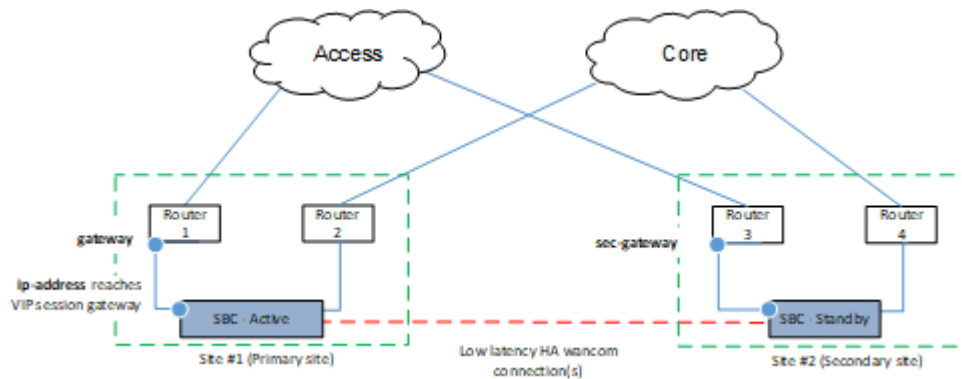 Access
Core
Router
1
Router
2
Router
3
Router
4
gateway
sec-gateway
ip-address reaches
VIP session gateway
SBC - Active
SBC - Standby
Site #1 (Primary site)
Low latency HA wancom
connection(s)
Site #2 (Secondary site)